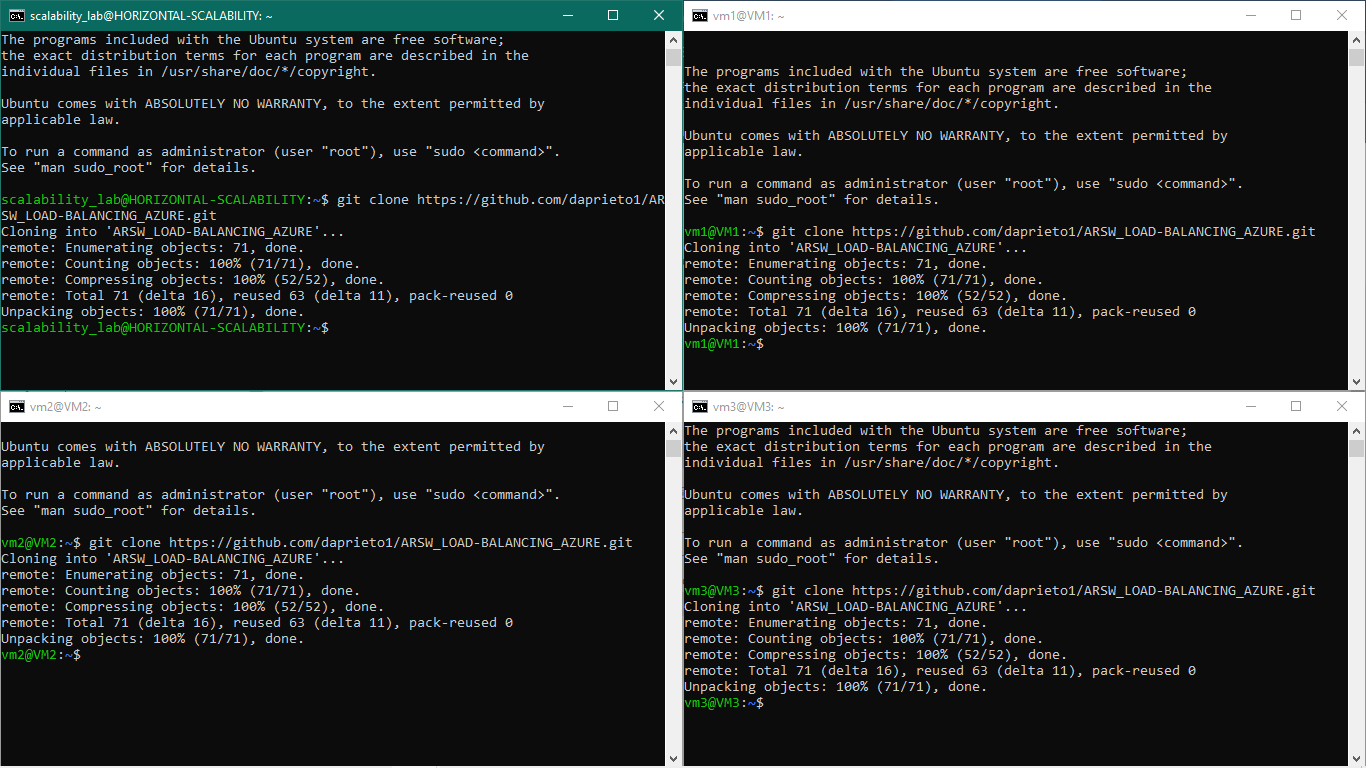 scalability_lab@HORIZONTAL-SCALABILITY: ~
The programs included with the Ubuntu system are free software;
the exact distribution terms for each program are described in the
individual files in /usr/share/doc/*/copyright.
Ubuntu comes with ABSOLUTELY NO WARRANTY, to the extent permitted by
applicable law.
To run a command as administrator (user "root"), use "sudo <command>".
See "man sudo_root" for details.
scalability_lab@HORIZONTAL-SCALABILITY:~$ git clone https://github.com/daprieto1/AR
SW_LOAD-BALANCING_AZURE.git
Cloning into 'ARSW_LOAD-BALANCING_AZURE'...
remote: Enumerating objects: 71, done.
remote: Counting objects: 100% (71/71), done.
remote: Compressing objects: 100% (52/52), done.
remote: Total 71 (delta 16), reused 63 (delta 11), pack-reused 0
Unpacking objects: 100% (71/71), done.
scalability_lab@HORIZONTAL-SCALABILITY:~$
vm1@VM1: ~
The programs included with the Ubuntu system are free software;
the exact distribution terms for each program are described in the
individual files in /usr/share/doc/*/copyright.
Ubuntu comes with ABSOLUTELY NO WARRANTY, to the extent permitted by
applicable law.
To run a command as administrator (user "root"), use "sudo <command>".
See "man sudo_root" for details.
vm1@VM1:~$ git clone https://github.com/daprieto1/ARSW_LOAD-BALANCING_AZURE.git
Cloning into 'ARSW_LOAD-BALANCING_AZURE'...
remote: Enumerating objects: 71, done.
remote: Counting objects: 100% (71/71), done.
remote: Compressing objects: 100% (52/52), done.
remote: Total 71 (delta 16), reused 63 (delta 11), pack-reused 0
Unpacking objects: 100% (71/71), done.
vm1@VM1:~$
vm2@VM2: ~
Ubuntu comes with ABSOLUTELY NO WARRANTY, to the extent permitted by
applicable law.
To run a command as administrator (user "root"), use "sudo <command>".
See "man sudo_root" for details.
vm2@VM2:~$ git clone https://github.com/daprieto1/ARSW_LOAD-BALANCING_AZURE.git
Cloning into 'ARSW_LOAD-BALANCING_AZURE'...
remote: Enumerating objects: 71, done.
remote: Counting objects: 100% (71/71), done.
remote: Compressing objects: 100% (52/52), done.
remote: Total 71 (delta 16), reused 63 (delta 11), pack-reused 0
Unpacking objects: 100% (71/71), done.
vm2@VM2:~$
vm3@VM3: ~
The programs included with the Ubuntu system are free software;
the exact distribution terms for each program are described in the
individual files in /usr/share/doc/*/copyright.
Ubuntu comes with ABSOLUTELY NO WARRANTY, to the extent permitted by
applicable law.
To run a command as administrator (user "root"), use "sudo <command>".
See "man sudo_root" for details.
vm3@VM3:~$ git clone https://github.com/daprieto1/ARSW_LOAD-BALANCING_AZURE.git
Cloning into 'ARSW_LOAD-BALANCING_AZURE'...
remote: Enumerating objects: 71, done.
remote: Counting objects: 100% (71/71), done.
remote: Compressing objects: 100% (52/52), done.
remote: Total 71 (delta 16), reused 63 (delta 11), pack-reused 0
Unpacking objects: 100% (71/71), done.
vm3@VM3:~$